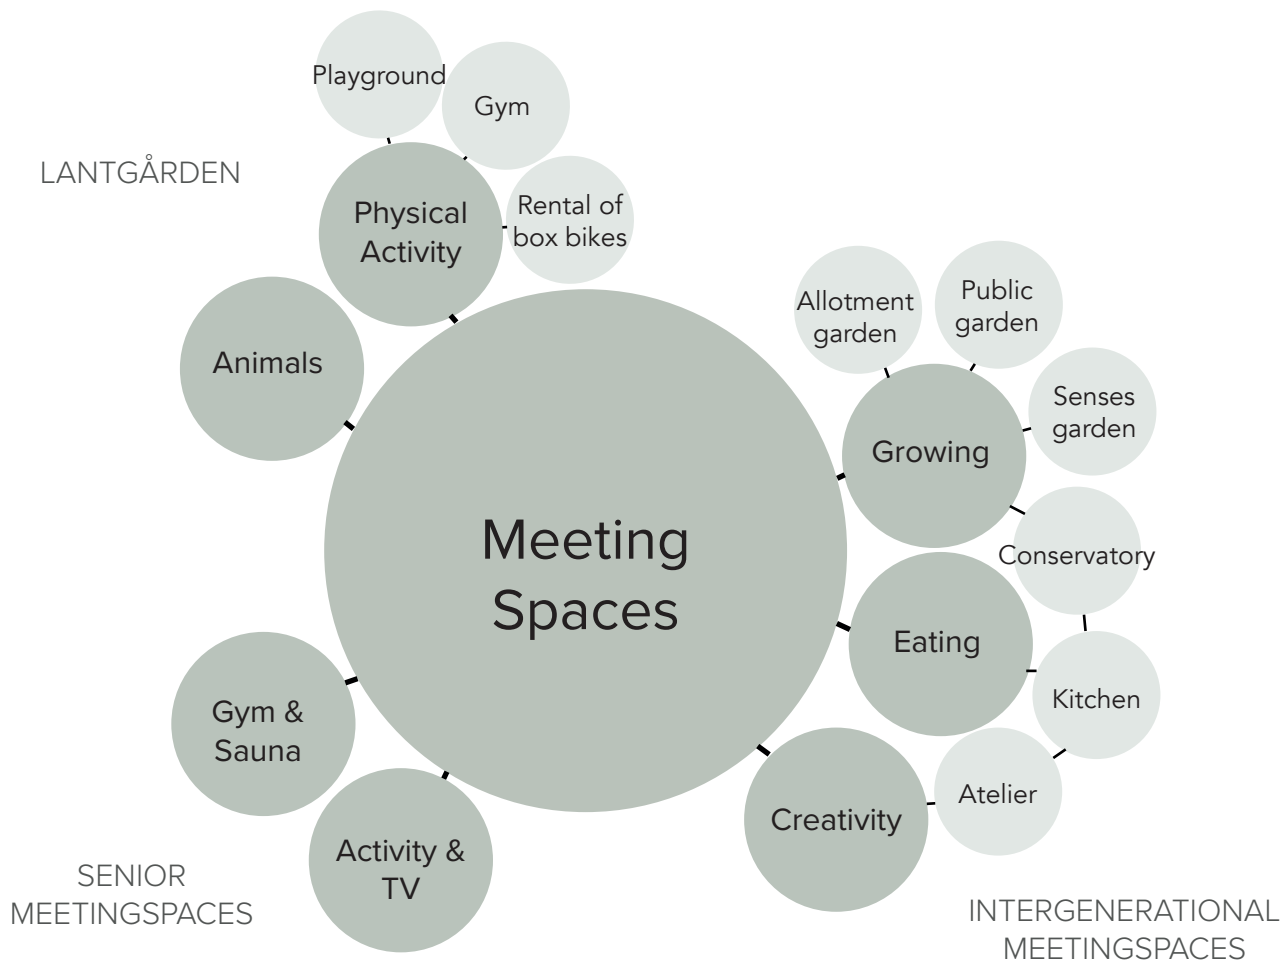 Playground
Gym
LANTGÅRDEN
Physical
Activity
Rental of
box bikes
Animals
Allotment
garden
Public
garden
Senses
garden
Growing
Conservatory
Meeting
Spaces
Eating
Kitchen
Gym &
Sauna
Atelier
Creativity
Activity &
TV
SENIOR
MEETINGSPACES
INTERGENERATIONAL
MEETINGSPACES